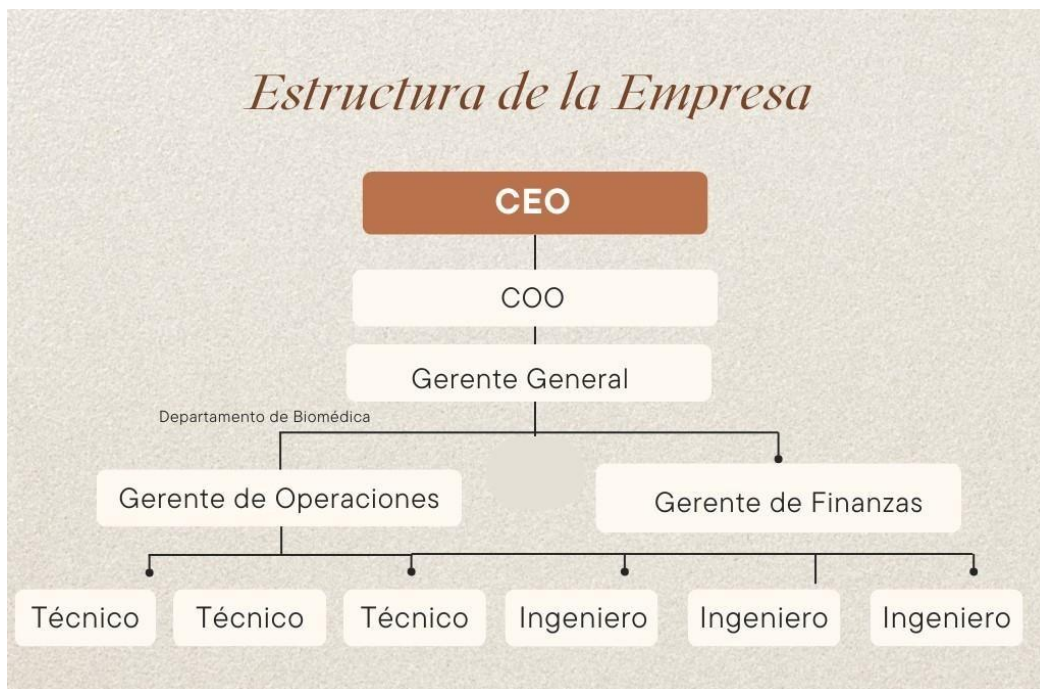 Estructura de la Empresa
CEO
COO
Gerente General
Departamento de Biomédica
Gerente de Operaciones
Gerente de Finanzas
Técnico
Técnico
Técnico
Ingeniero
Ingeniero
Ingeniero